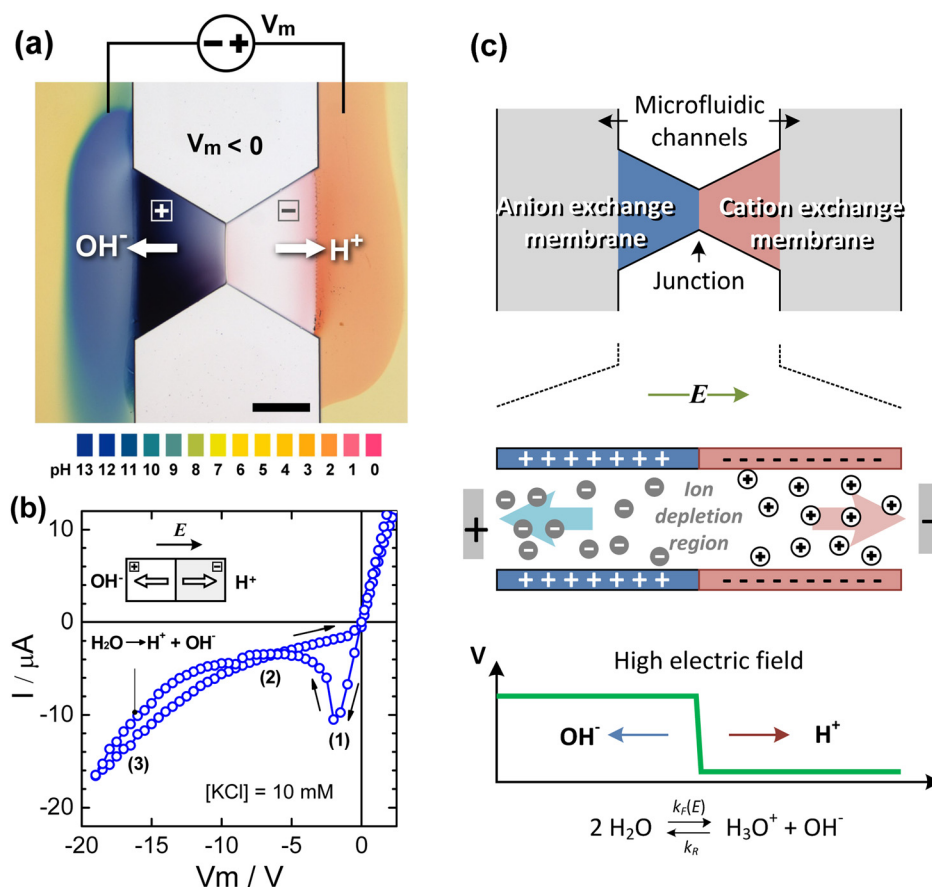 (a)
− + Vm
Vm < 0
+ −
OH⁻ H⁺
pH 13 12 11 10 9 8 7 6 5 4 3 2 1 0
(b)
10
0
-10
-20
I / μA
E
+ −
OH⁻ H⁺
H₂O→H⁺ + OH⁻
(1)
(2)
(3)
[KCl] = 10 mM
-20 -15 -10 -5 0
Vm / V
(c)
Microfidic
channels
Anion exchange
membrane
Cation exchange
membrane
Junction
E
+ + + + + + +
- - - - - - - - - -
+ −
Ion
depletion
region
+ + + + + + +
- - - - - - - - - -
V
High electric field
OH⁻ H⁺
X
kF(E)
2 H₂O ⇌ H₃O⁺ + OH⁻
kR